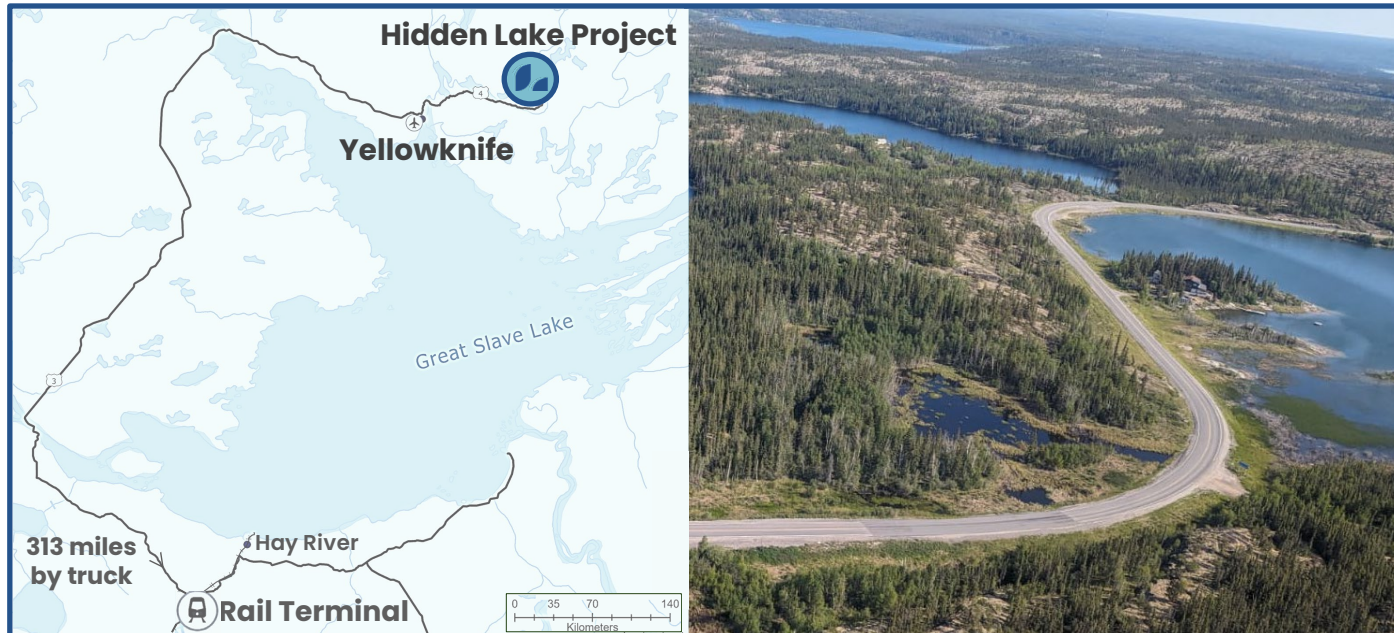 Hidden Lake Project
4
Yellowknife
Great Slave Lake
3
Hay River
313 miles
by truck
Rail Terminal
0 35 70 140
Kilometers